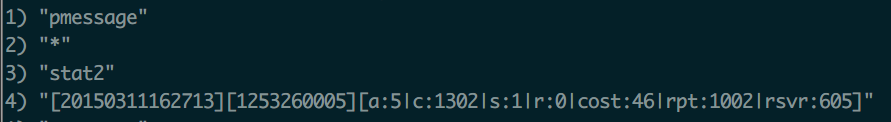 1) "pmessage"
2) "*"
3) "stat2"
4) "[20150311162713][1253260005][a:5|c:1302|s:1|r:0|cost:46|rpt:1002|rsvr:605]"